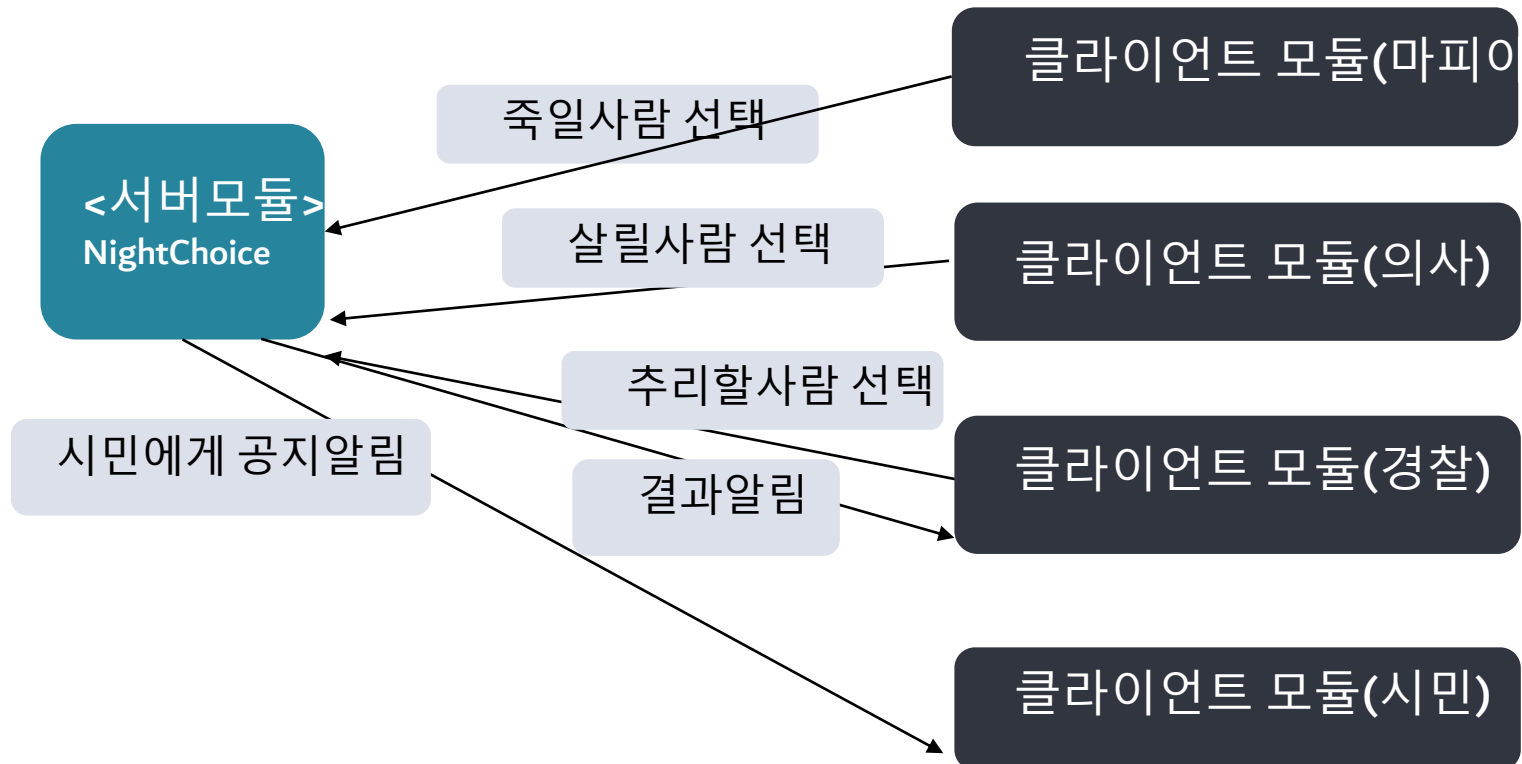 클라이언트 모듈(마피아
죽일사람 선택
<서버모듈>
NightChoice
살릴사람 선택
클라이언트 모듈(의사)
추리할사람 선택
시민에게 공지알림
클라이언트 모듈(경찰)
결과알림
클라이언트 모듈(시민)